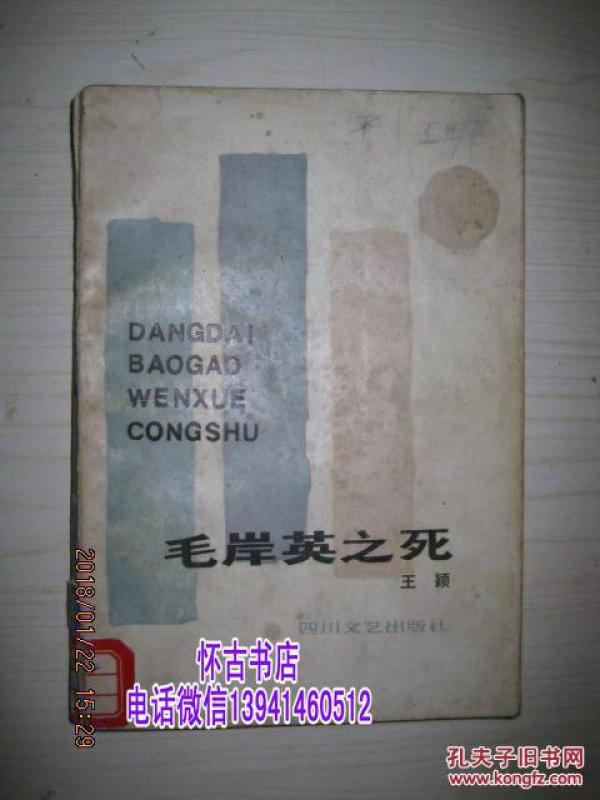 DANGDAI
BAOGAO
WENXUE
CONGSHU
毛岸英之死
王颖
四川文艺出版社
怀古书店
电话微信13941460512
2018/01/22 15:29
孔夫子旧书网
www.kongfz.com